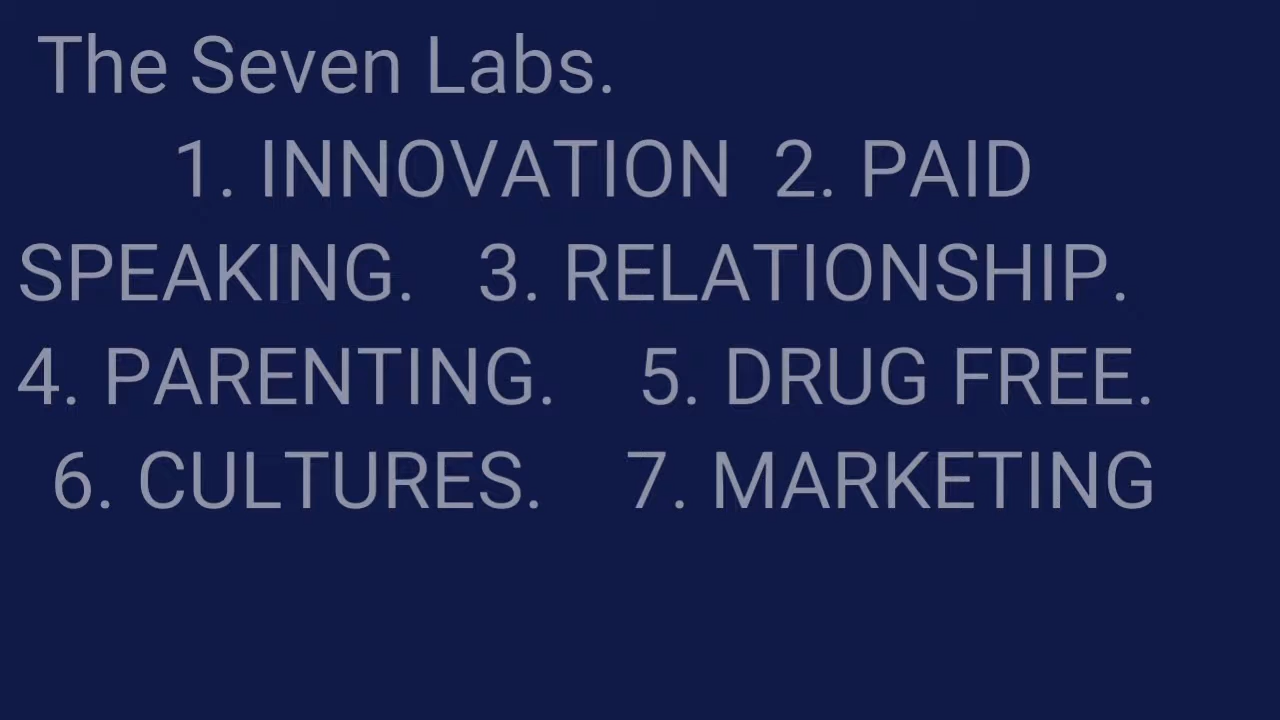 The Seven Labs.
1. INNOVATION 2. PAID
SPEAKING. 3. RELATIONSHIP.
4. PARENTING. 5. DRUG FREE.
6. CULTURES. 7. MARKETING